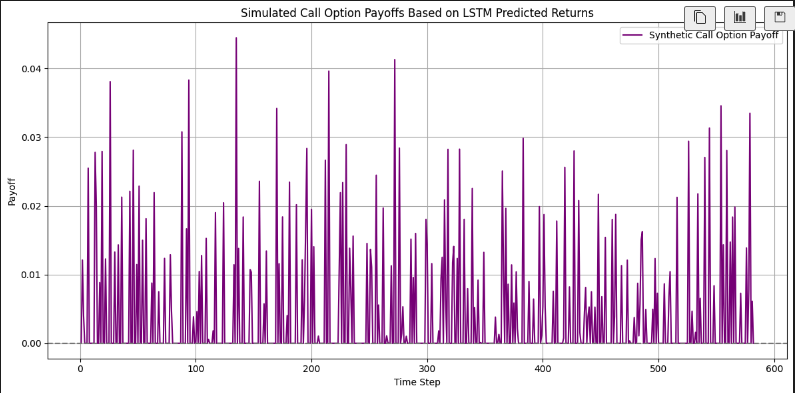 Simulated Call Option Payoffs Based on LSTM Predicted Returns
Synthetic Call Option Payoff
Payoff
0.04
0.03
0.02
0.01
0.00
0 100 200 300 400 500 600
Time Step